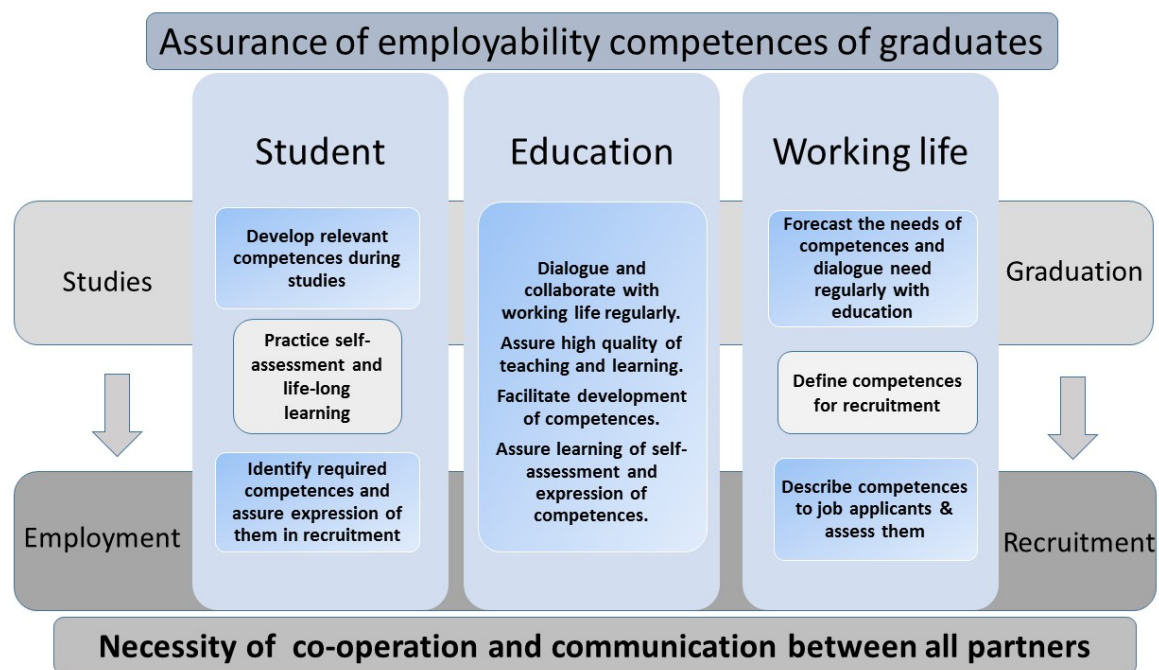 Assurance of employability competences of graduates
Student
Education
Working life
Studies
Graduation
Employment
Recruitment
Develop relevant
competences during
studies
Practice self-
assessment and
life-long
learning
Identify required
competences and
assure expression of
them in recruitment
Dialogue and
collaborate with
working life regularly.
Assure high quality of
teaching and learning.
Facilitate development
of competences.
Assure learning of self-
assessment and
expression of
competences.
Forecast the needs of
competences and
dialogue need
regularly with
education
Define competences
for recruitment
Describe competences
to job applicants &
assess them
Necessity of co-operation and communication between all partners